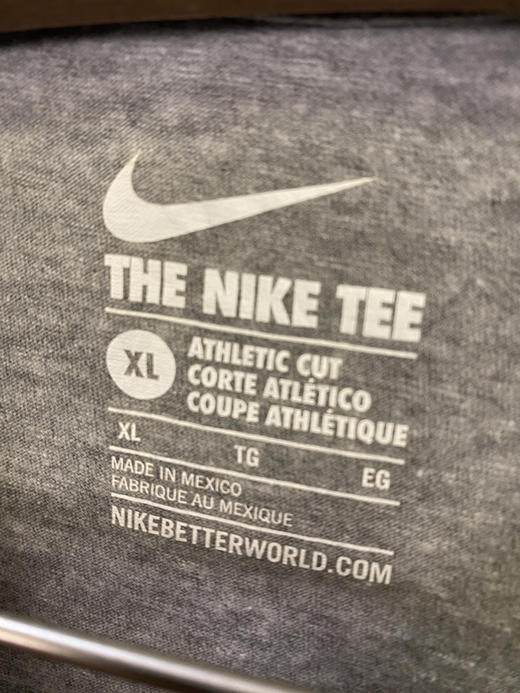 THE NIKE TEE
XL
ATHLETIC CUT
CORTE ATLÉTICO
COUPE ATHLÉTIQUE
XL TG EG
MADE IN MEXICO
FABRIQUE AU MEXIQUE
NIKEBETTERWORLD.COM